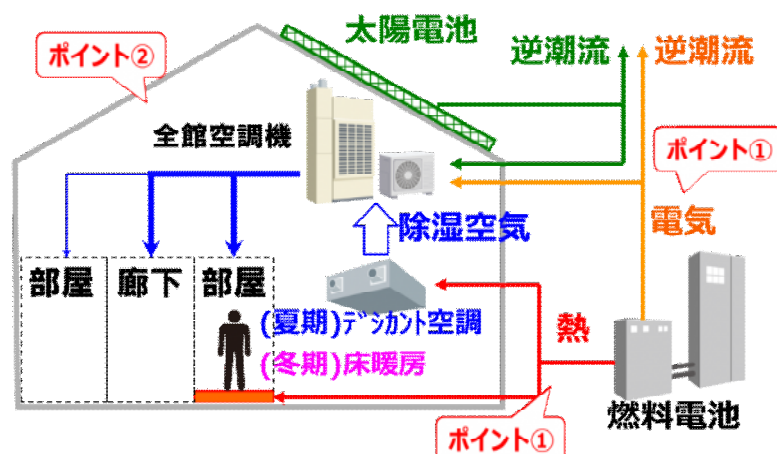 太陽電池
逆潮流
逆潮流
ポイント②
全館空調機
ポイント①
電気
除湿空気
部屋
廊下
部屋
(夏期)ﾃﾞｼｶﾝﾄ空調
(冬期)床暖房
熱
燃料電池
ポイント①